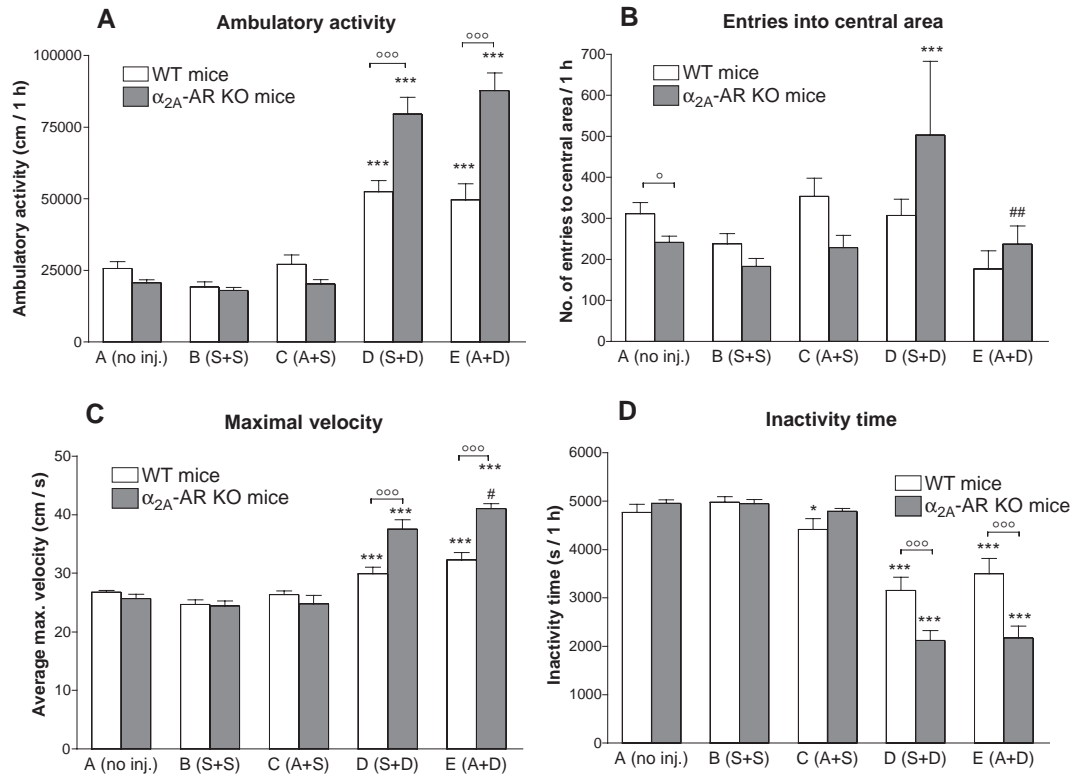 A
Ambulatory activity
Ambulatory activity (cm / 1 h)
100000
75000
50000
25000
0
WT mice
α2A-AR KO mice
°°°
***
***
°°°
***
***
A (no inj.)
B (S+S)
C (A+S)
D (S+D)
E (A+D)
B
Entries into central area
No. of entries to central area / 1 h
700
600
500
400
300
200
100
0
WT mice
α2A-AR KO mice
°
***
##
A (no inj.)
B (S+S)
C (A+S)
D (S+D)
E (A+D)
C
Maximal velocity
Average max. velocity (cm / s)
50
40
30
20
10
0
WT mice
α2A-AR KO mice
°°°
***
***
°°°
***
#
***
A (no inj.)
B (S+S)
C (A+S)
D (S+D)
E (A+D)
D
Inactivity time
Inactivity time (s / 1 h)
6000
5000
4000
3000
2000
1000
0
WT mice
α2A-AR KO mice
*
°°°
***
***
°°°
***
***
A (no inj.)
B (S+S)
C (A+S)
D (S+D)
E (A+D)